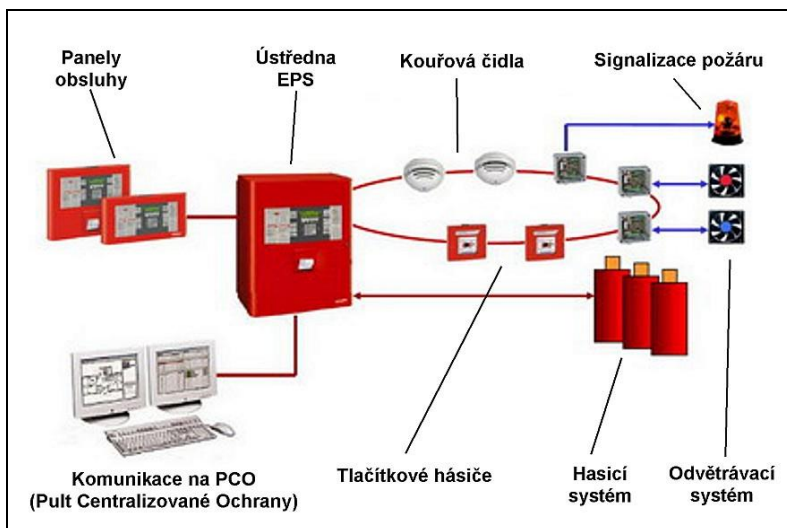 Panely
obsluhy
Ústředna
EPS
Kouřová čidla
Signalizace požáru
Komunikace na PCO
(Pult Centralizované Ochrany)
Tlačítkové hásiče
Hasicí
systém
Odvětrávací
systém